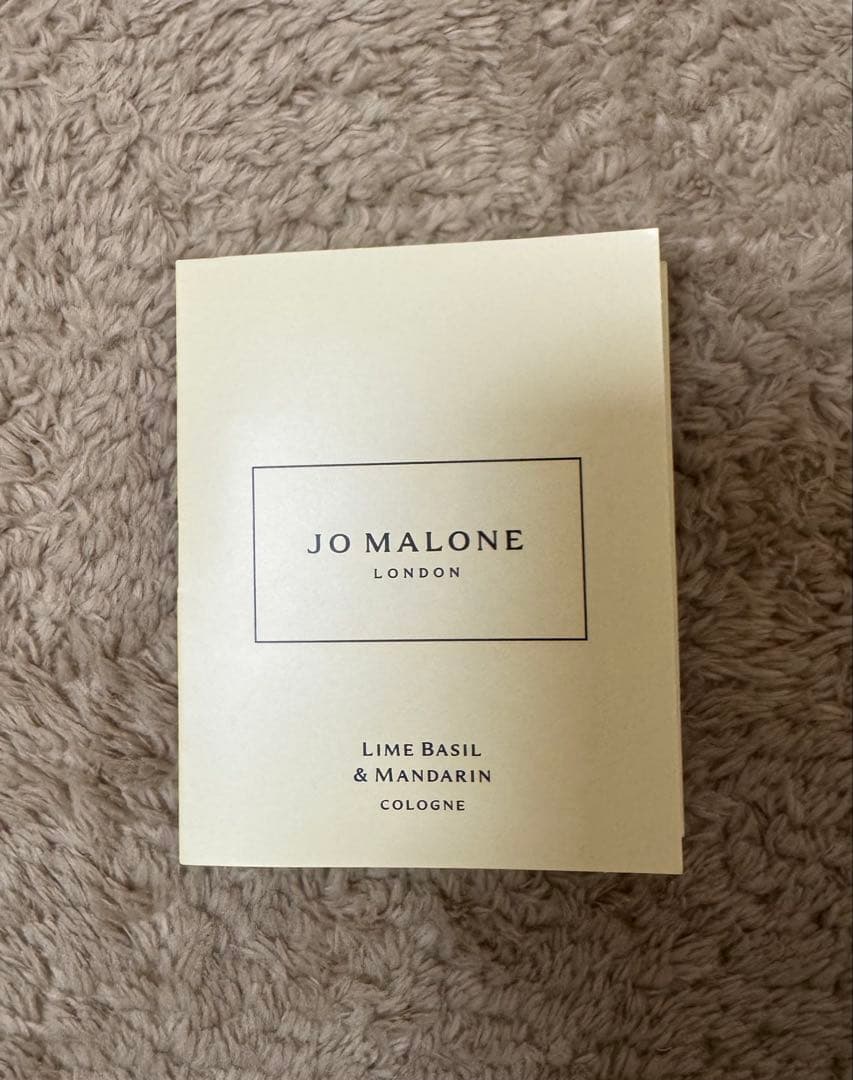 JO MALONE
LONDON
LIME BASIL
& MANDARIN
COLOGNE